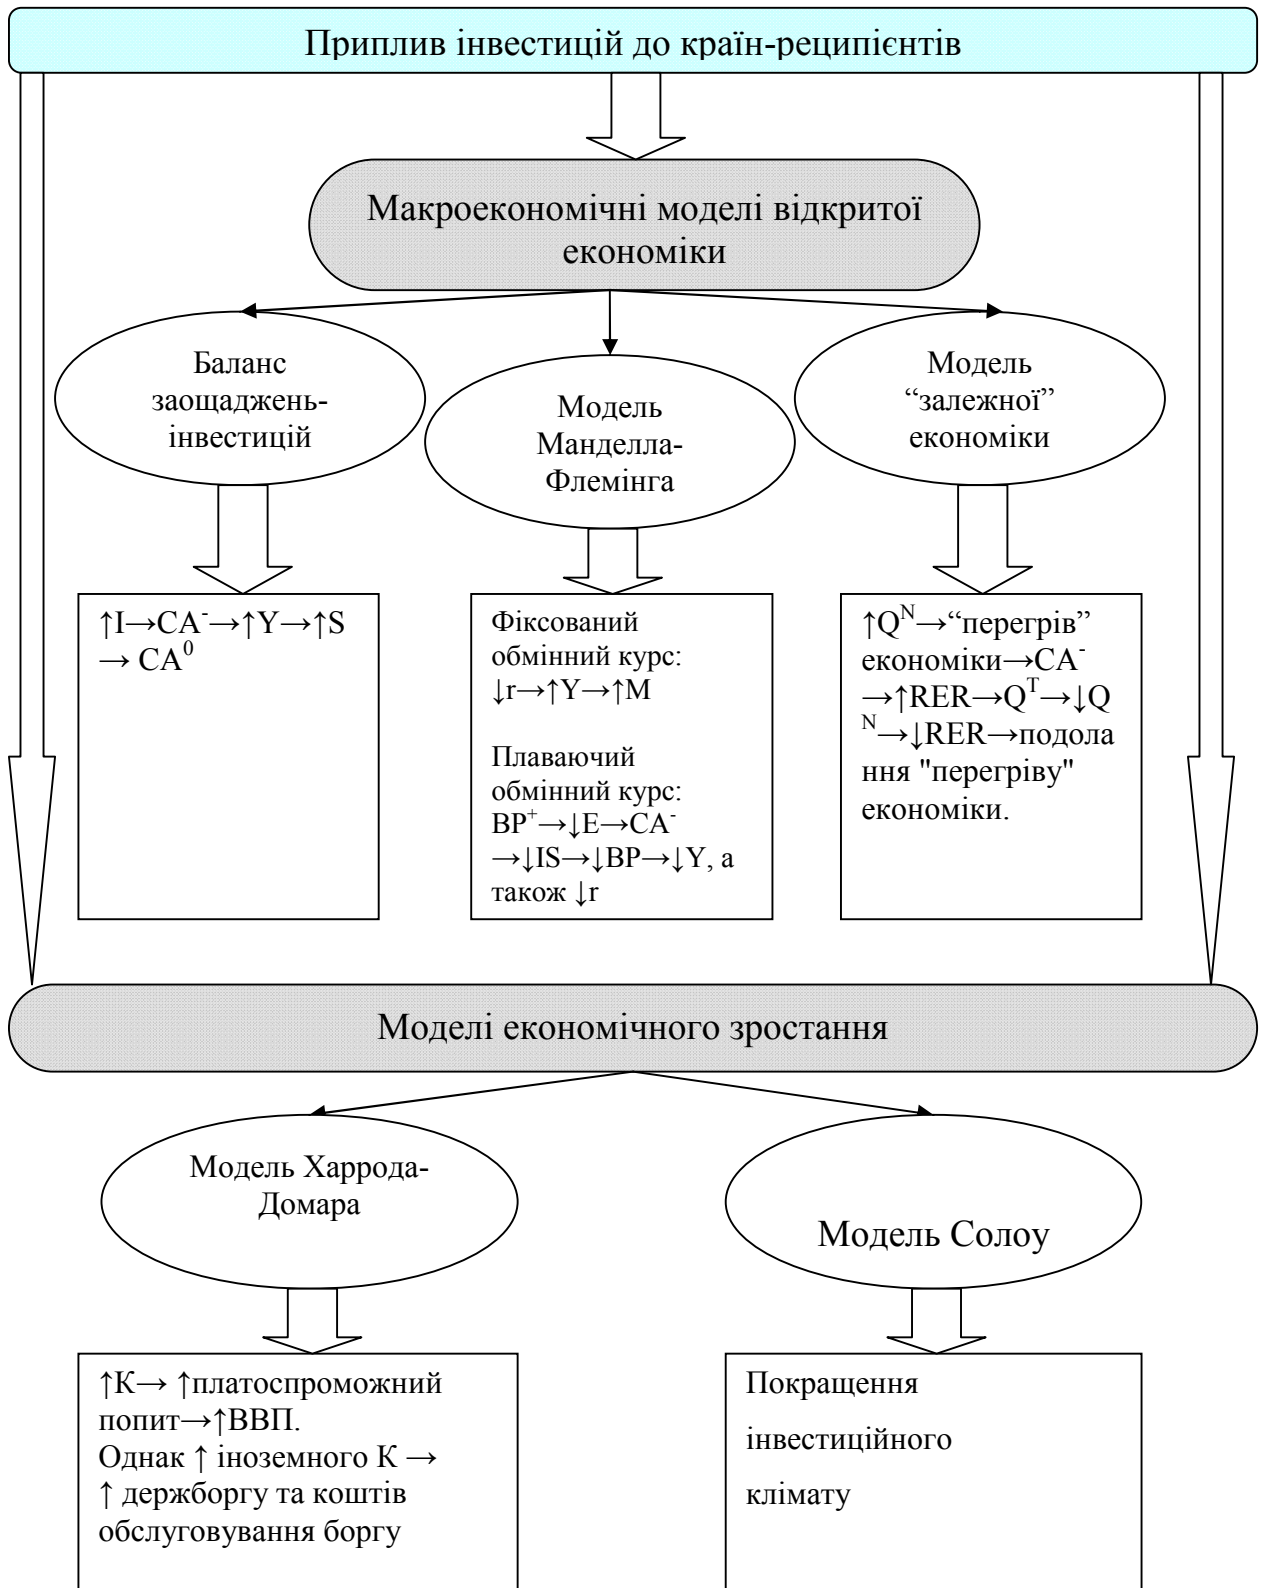 Приплив інвестицій до країн-реципієнтів
Макроекономічні моделі відкритої
економіки
Баланс
заощаджень-
інвестицій
Модель
Манделла-
Флемінга
Модель
“залежної”
економіки
↑I→CA⁻→↑Y→↑S
→ CA⁰
Фіксований
обмінний курс:
↓r→↑Y→↑M
Плаваючий
обмінний курс:
BP⁺→↓E→CA⁻
→↓IS→↓BP→↓Y, а
також ↓r
↑Qᴺ→“перегрів”
економіки→CA⁻
→↑RER→Qᵀ→↓Q
ᴺ→↓RER→подола
ння "перегріву"
економіки.
Моделі економічного зростання
Модель Харрода-
Домара
Модель Солоу
↑К→ ↑платоспроможний
попит→↑ВВП.
Однак ↑ іноземного К →
↑ держборгу та коштів
обслуговування боргу
Покращення
інвестиційного
клімату